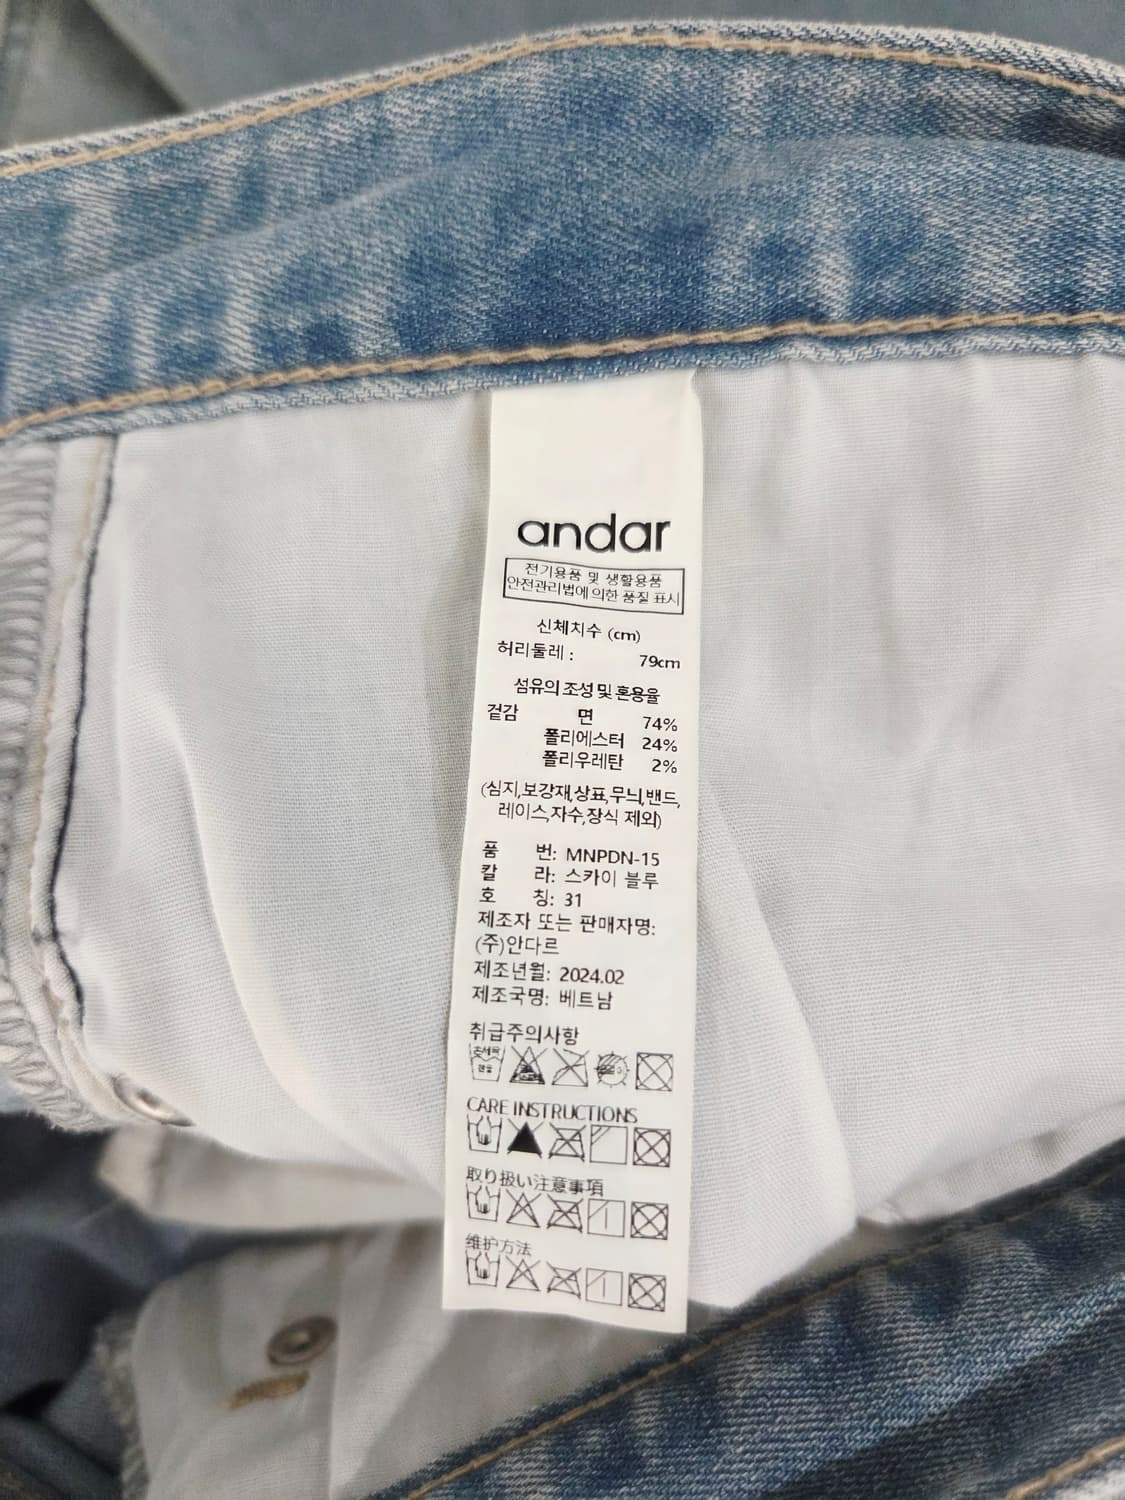 andar
전기용품 및 생활용품
안전관리법에 의한 품질 표시
신체치수 (cm)
허리둘레 : 79cm
섬유의 조성 및 혼용율
겉감 면 74%
폴리에스터 24%
폴리우레탄 2%
(심지,보강재,상표,무늬,밴드,
레이스,자수,장식 제외)
품 번: MNPDN-15
칼 라: 스카이 블루
호 칭: 31
제조자 또는 판매자명:
(주)안다르
제조년월: 2024.02
제조국명: 베트남
취급주의사항
CARE INSTRUCTIONS
取り扱い注意事項
维护方法